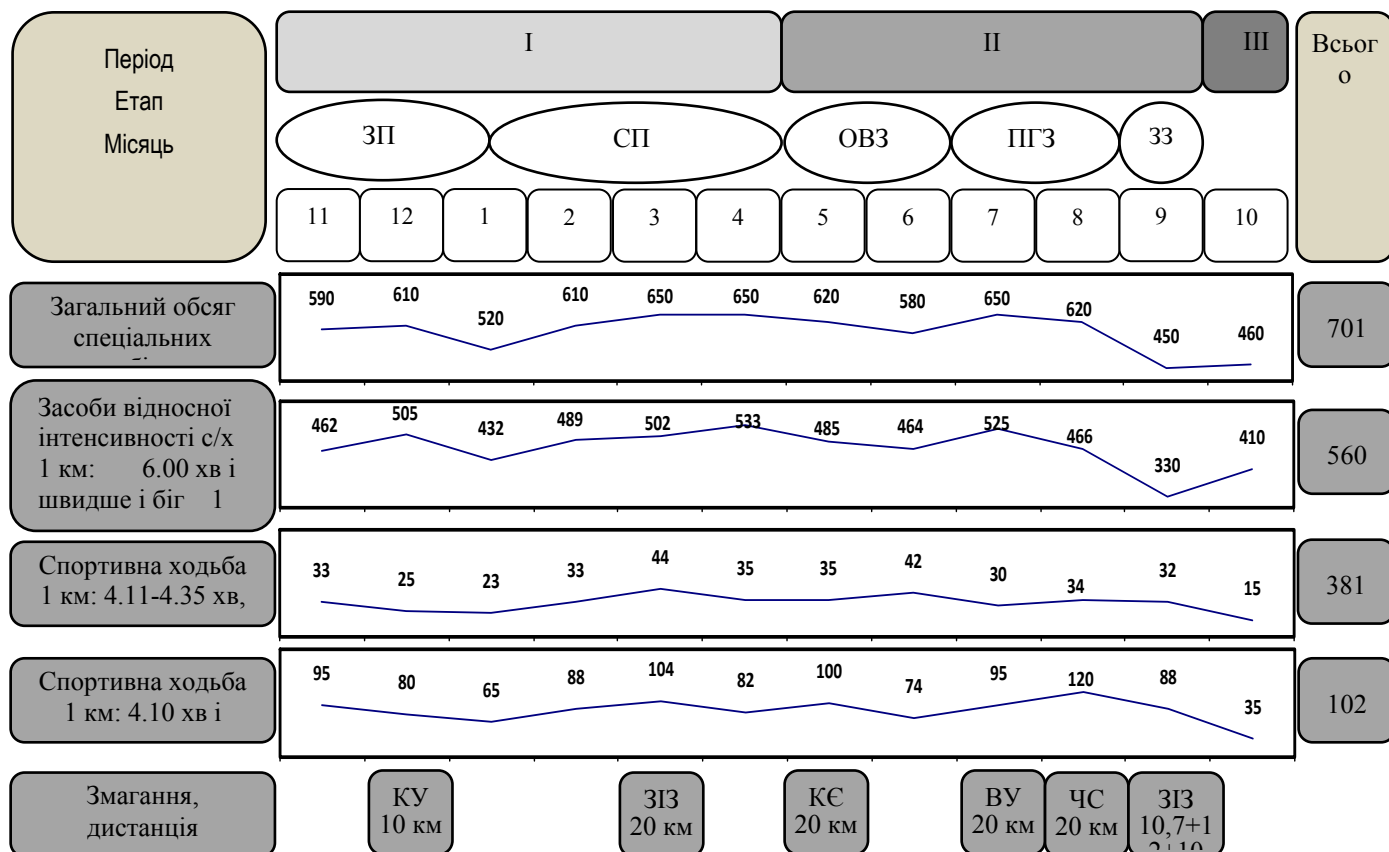 Період
Етап
Місяць
I
II
III
Всьог
о
ЗП
СП
ОВЗ
ПГЗ
ЗЗ
11 12 1 2 3 4 5 6 7 8 9 10
Загальний обсяг
спеціальних
590 610 520 610 650 650 620 580 650 620 450 460
701
Засоби відносної
інтенсивності с/х
1 км: 6.00 хв і
швидше і біг 1
462 505 432 489 502 533 485 464 525 466 330 410
560
Спортивна ходьба
1 км: 4.11-4.35 хв,
33 25 23 33 44 35 35 42 30 34 32 15
381
Спортивна ходьба
1 км: 4.10 хв і
95 80 65 88 104 82 100 74 95 120 88 35
102
Змагання,
дистанція
КУ
10 км
ЗІЗ
20 км
КЄ
20 км
ВУ
20 км
ЧС
20 км
ЗІЗ
10,7+1
2+10